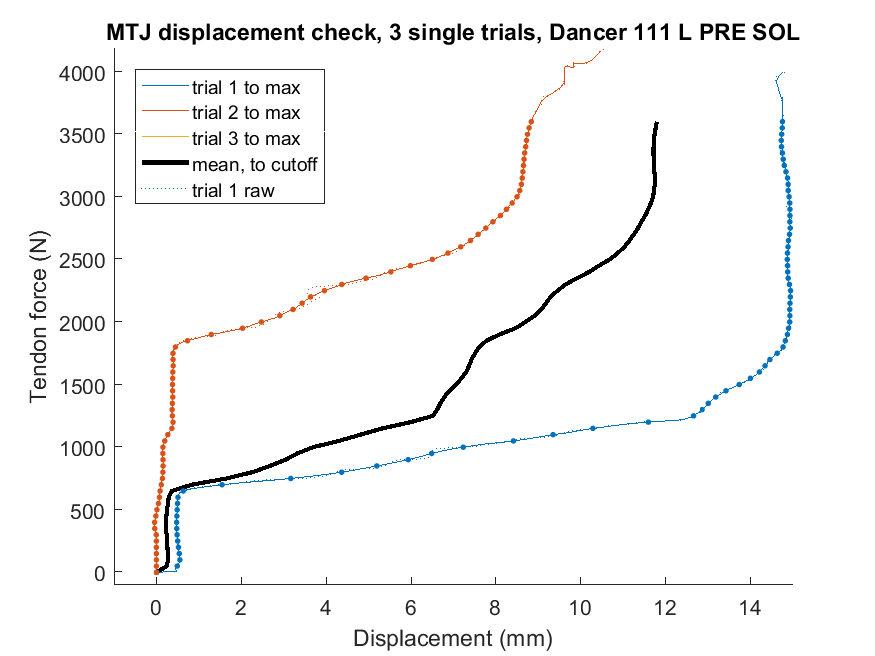 MTJ displacement check, 3 single trials, Dancer 111 L PRE SOL
trial 1 to max
trial 2 to max
trial 3 to max
mean, to cutoff
trial 1 raw
4000
3500
3000
2500
2000
1500
1000
500
0
Tendon force (N)
0 2 4 6 8 10 12 14
Displacement (mm)